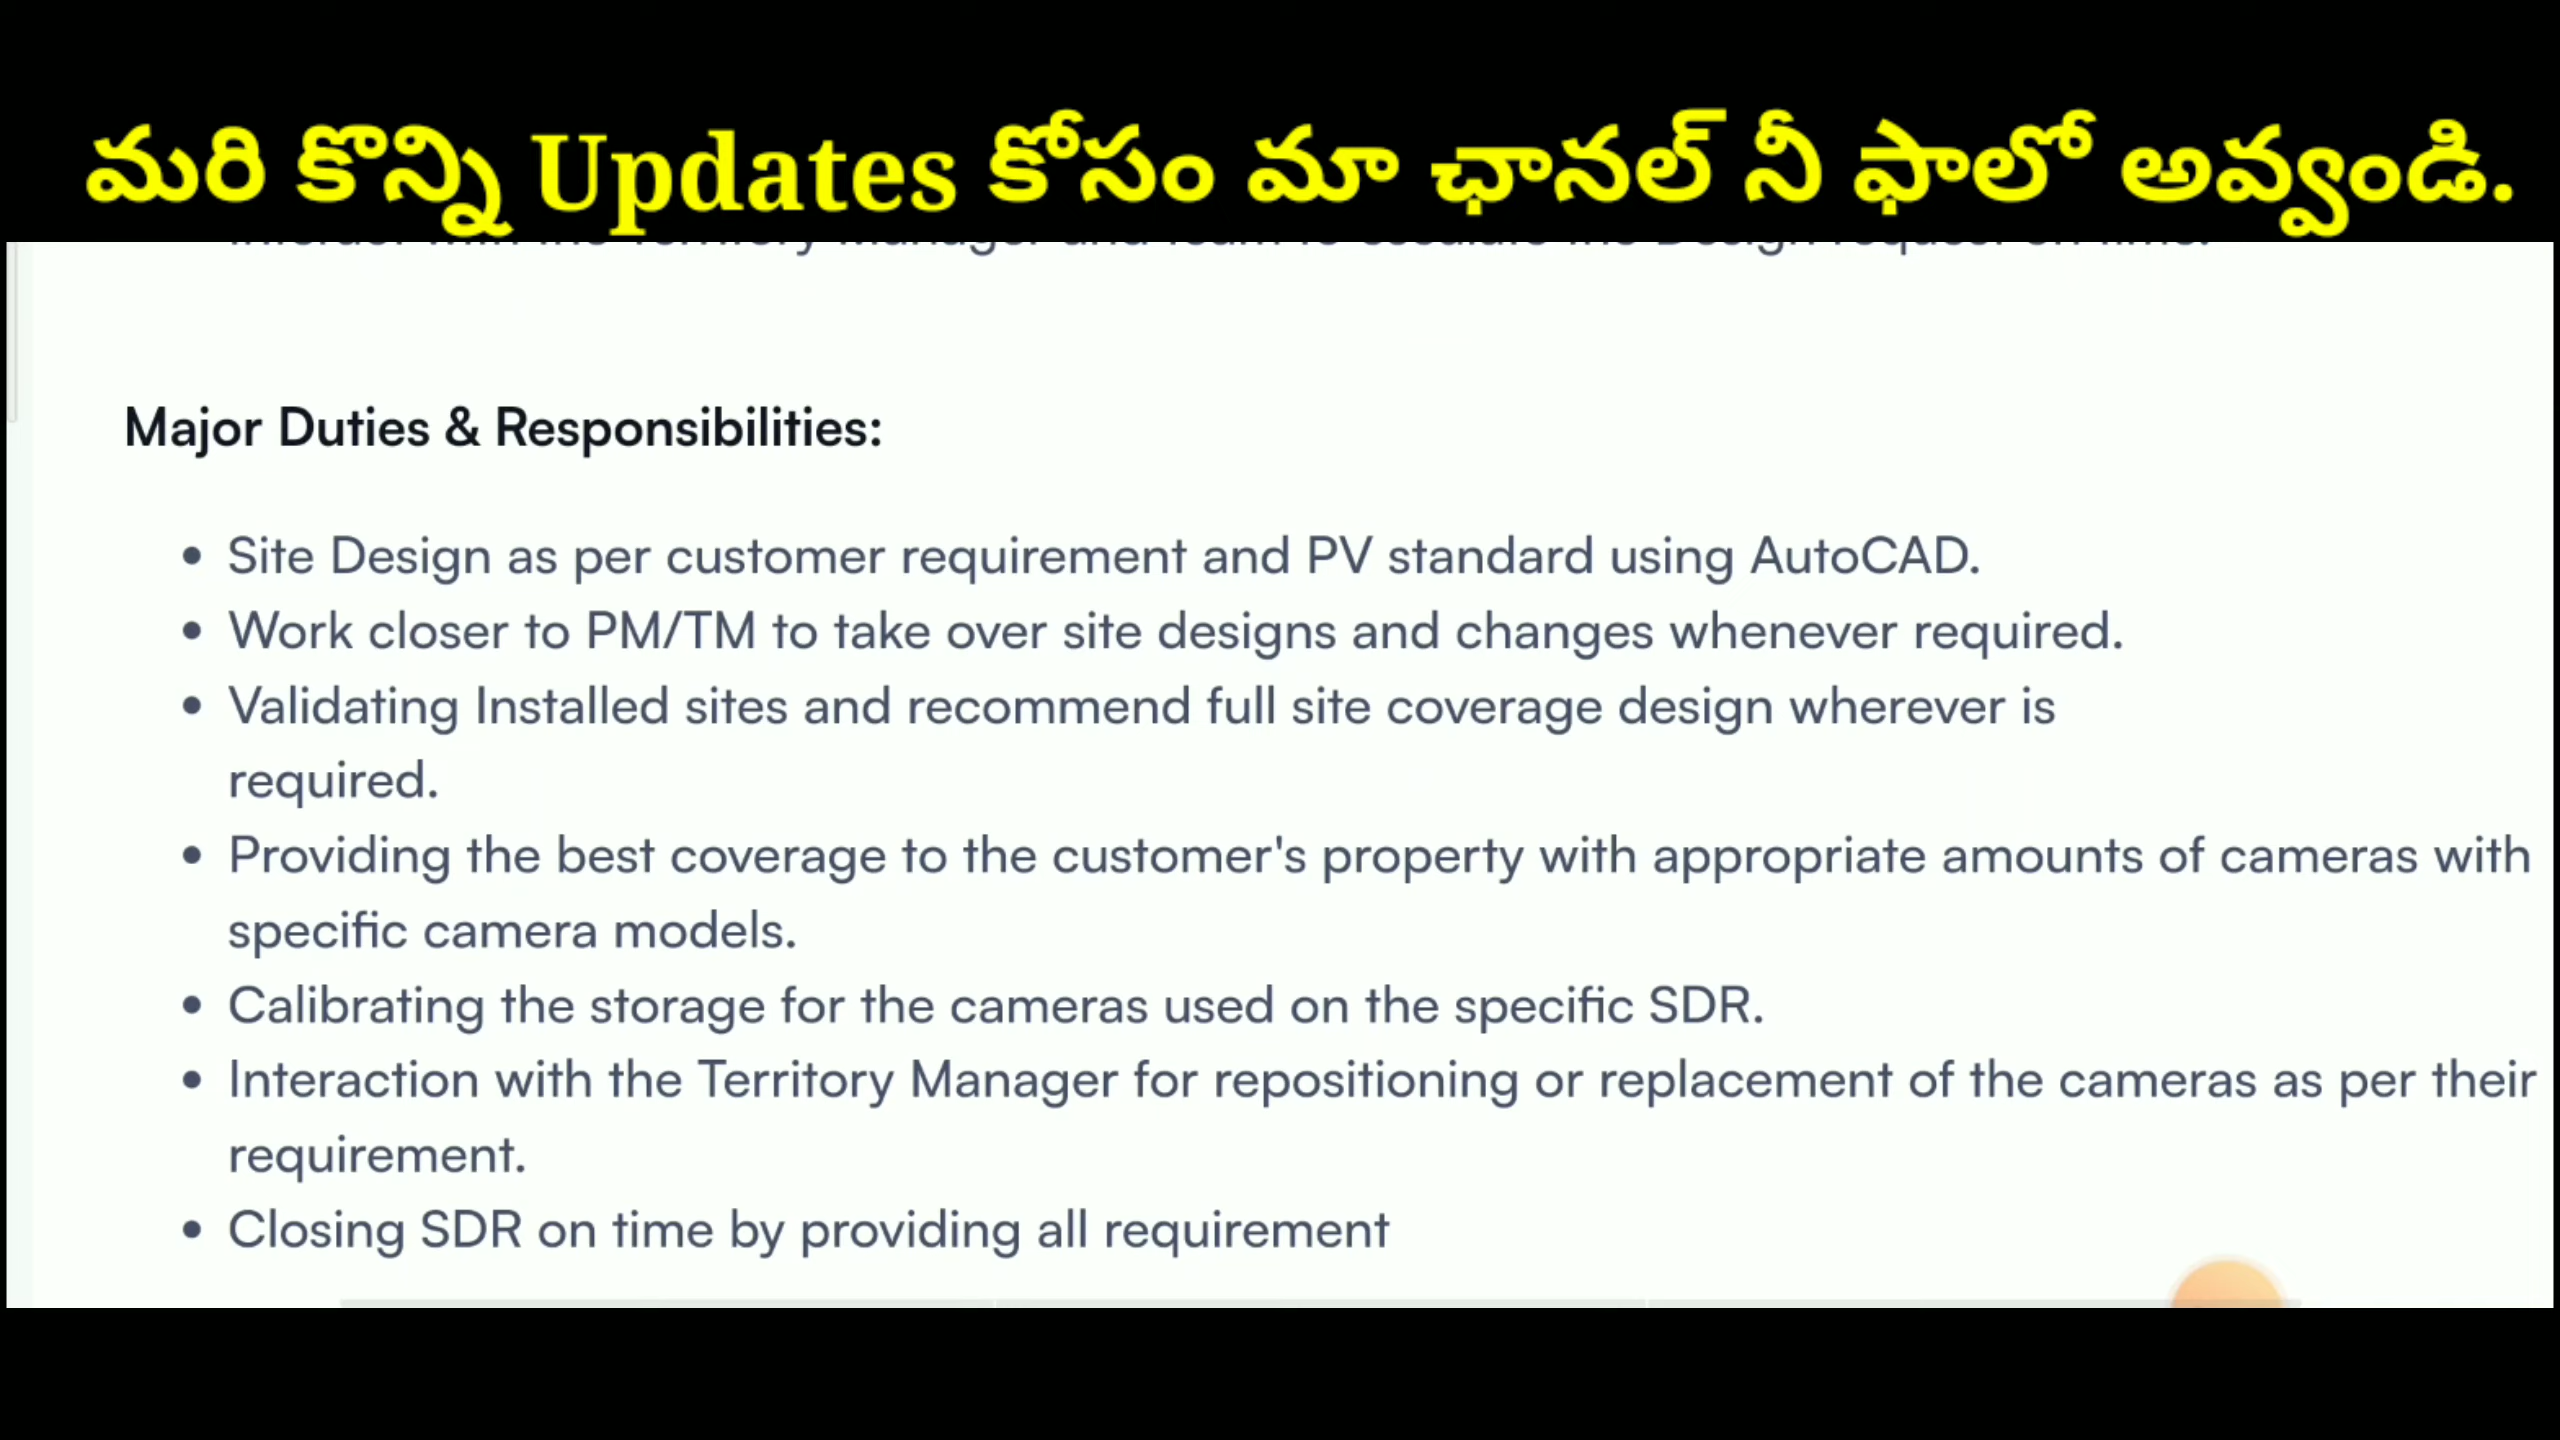 మరి కొన్ని Updates కోసం మా ఛానల్ నీ ఫాలో అవ్వండి.
Major Duties & Responsibilities:
• Site Design as per customer requirement and PV standard using AutoCAD.
• Work closer to PM/TM to take over site designs and changes whenever required.
• Validating Installed sites and recommend full site coverage design wherever is
required.
• Providing the best coverage to the customer's property with appropriate amounts of cameras with
specific camera models.
• Calibrating the storage for the cameras used on the specific SDR.
• Interaction with the Territory Manager for repositioning or replacement of the cameras as per their
requirement.
• Closing SDR on time by providing all requirement